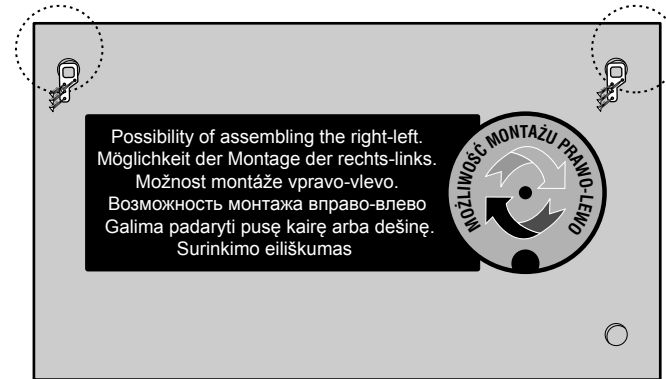 Possibility of assembling the right-left.
Möglichkeit der Montage der rechts-links.
Možnost montáže vpravo-vlevo.
Возможность монтажа вправо-влево
Galima padaryti pusę kairę arba dešinę.
Surinkimo eiliškumas
MOŻLIWOŚĆ MONTAŻU PRAWO-LEWO